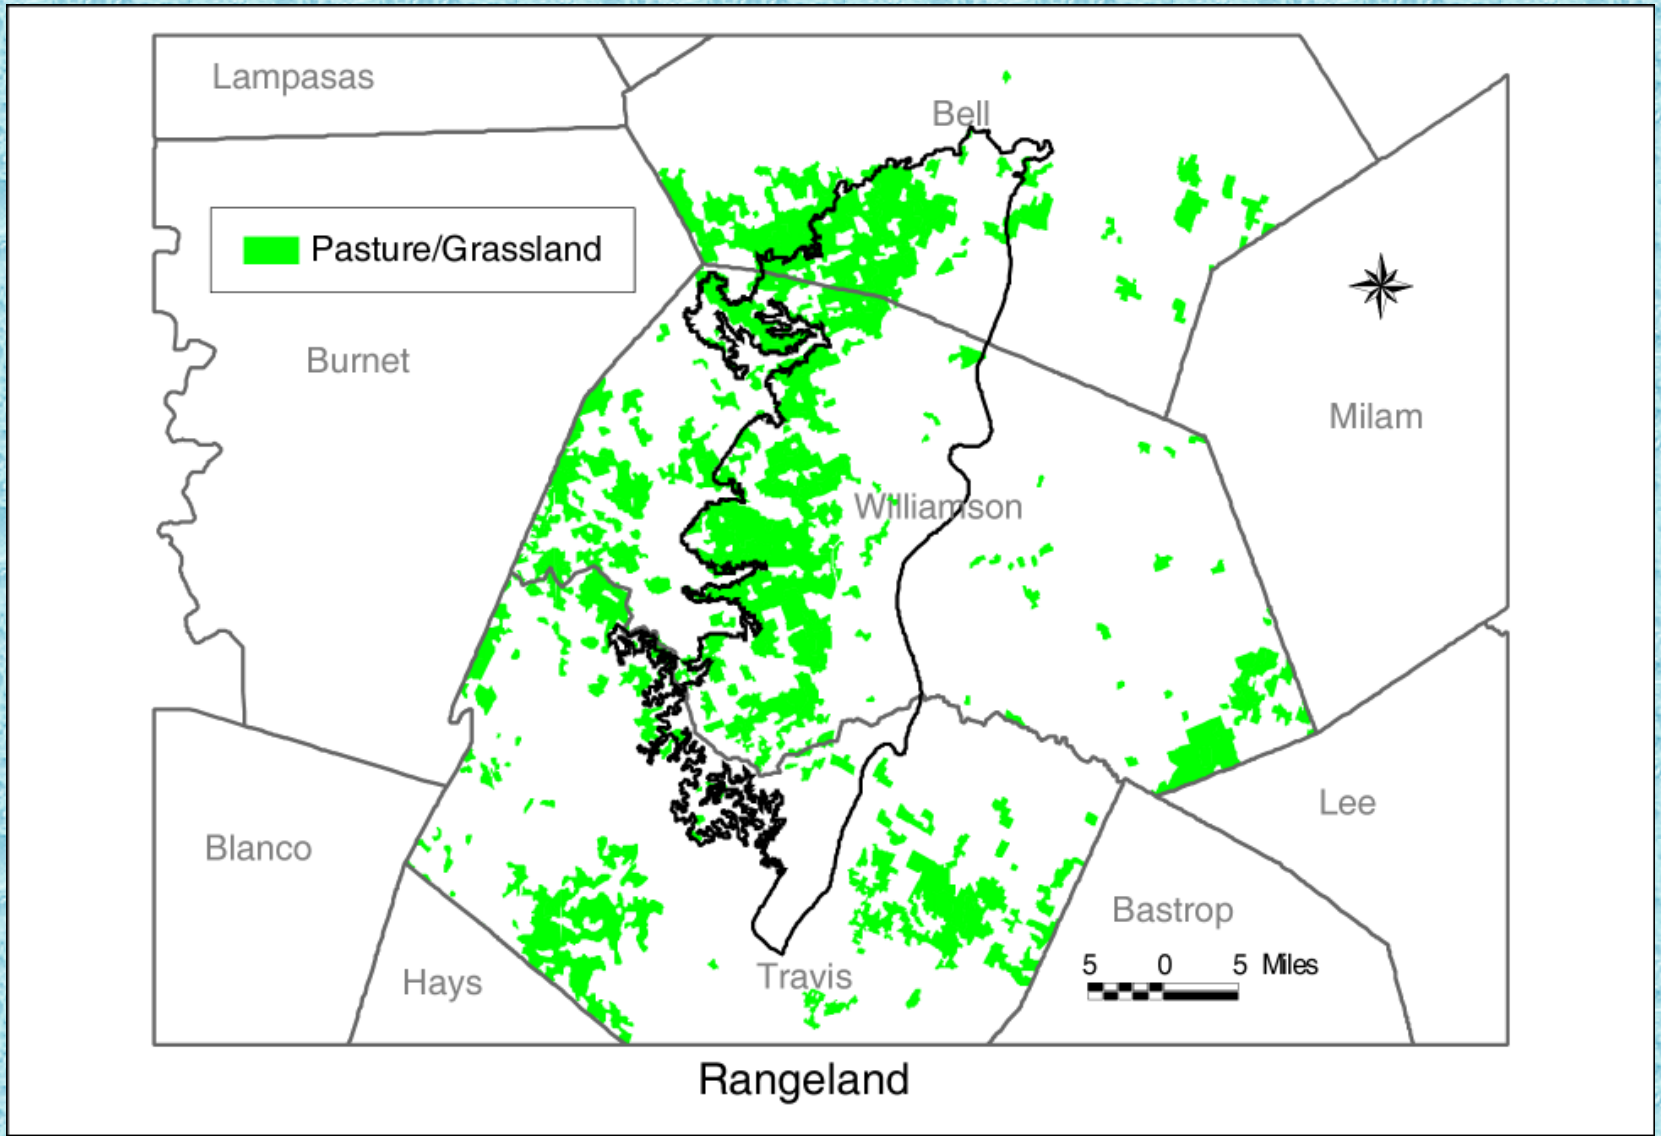 Lampasas
Bell
Pasture/Grassland
Burnet
Milam
Williamson
Lee
Blanco
Bastrop
5 0 5 Miles
Hays
Travis
Rangeland